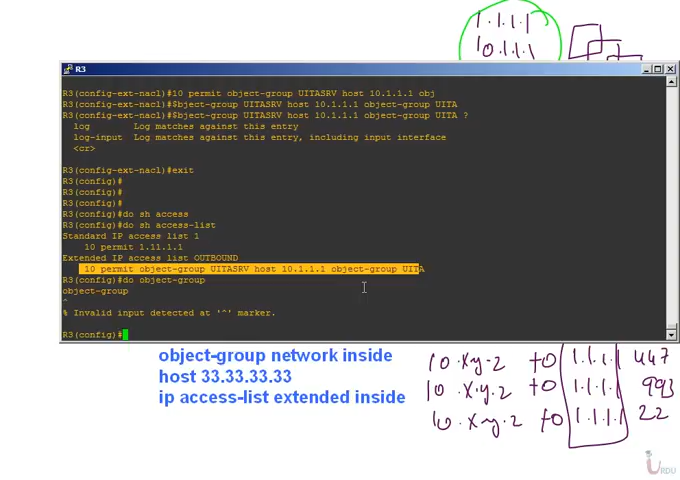 1.1.1.1
10.1.1.1
R3
R3(config-ext-nacl)#10 permit object-group UITASRV host 10.1.1.1 obj
R3(config-ext-nacl)#$bject-group UITASRV host 10.1.1.1 object-group UITA
R3(config-ext-nacl)#$bject-group UITASRV host 10.1.1.1 object-group UITA ?
log Log matches against this entry
log-input Log matches against this entry, including input interface
<cr>
R3(config-ext-nacl)#exit
R3(config)#
R3(config)#
R3(config)#
R3(config)#do sh access
R3(config)#do sh access-list
Standard IP access list 1
10 permit 1.11.1.1
Extended IP access list OUTBOUND
10 permit object-group UITASRV host 10.1.1.1 object-group UITA
R3(config)#do object-group
object-group
^
% Invalid input detected at '^' marker.
R3(config)#
object-group network inside
host 33.33.33.33
ip access-list extended inside
10.xy.2 to 1.1.1.1 447
10.x.y.2 to 1.1.1.1 993
10.xy.2 to 1.1.1.1 22
URDU